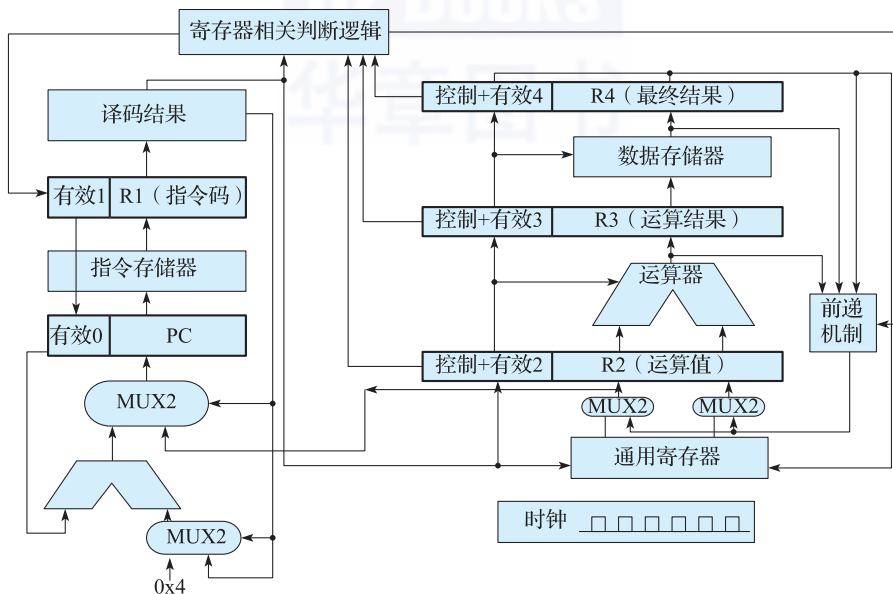 寄存器相关判断逻辑
译码结果
有效1 R1（指令码）
指令存储器
有效0 PC
MUX2
MUX2
0x4
控制+有效4 R4（最终结果）
数据存储器
控制+有效3 R3（运算结果）
运算器
前递
机制
控制+有效2 R2（运算值）
MUX2 MUX2
通用寄存器
时钟
华章图书